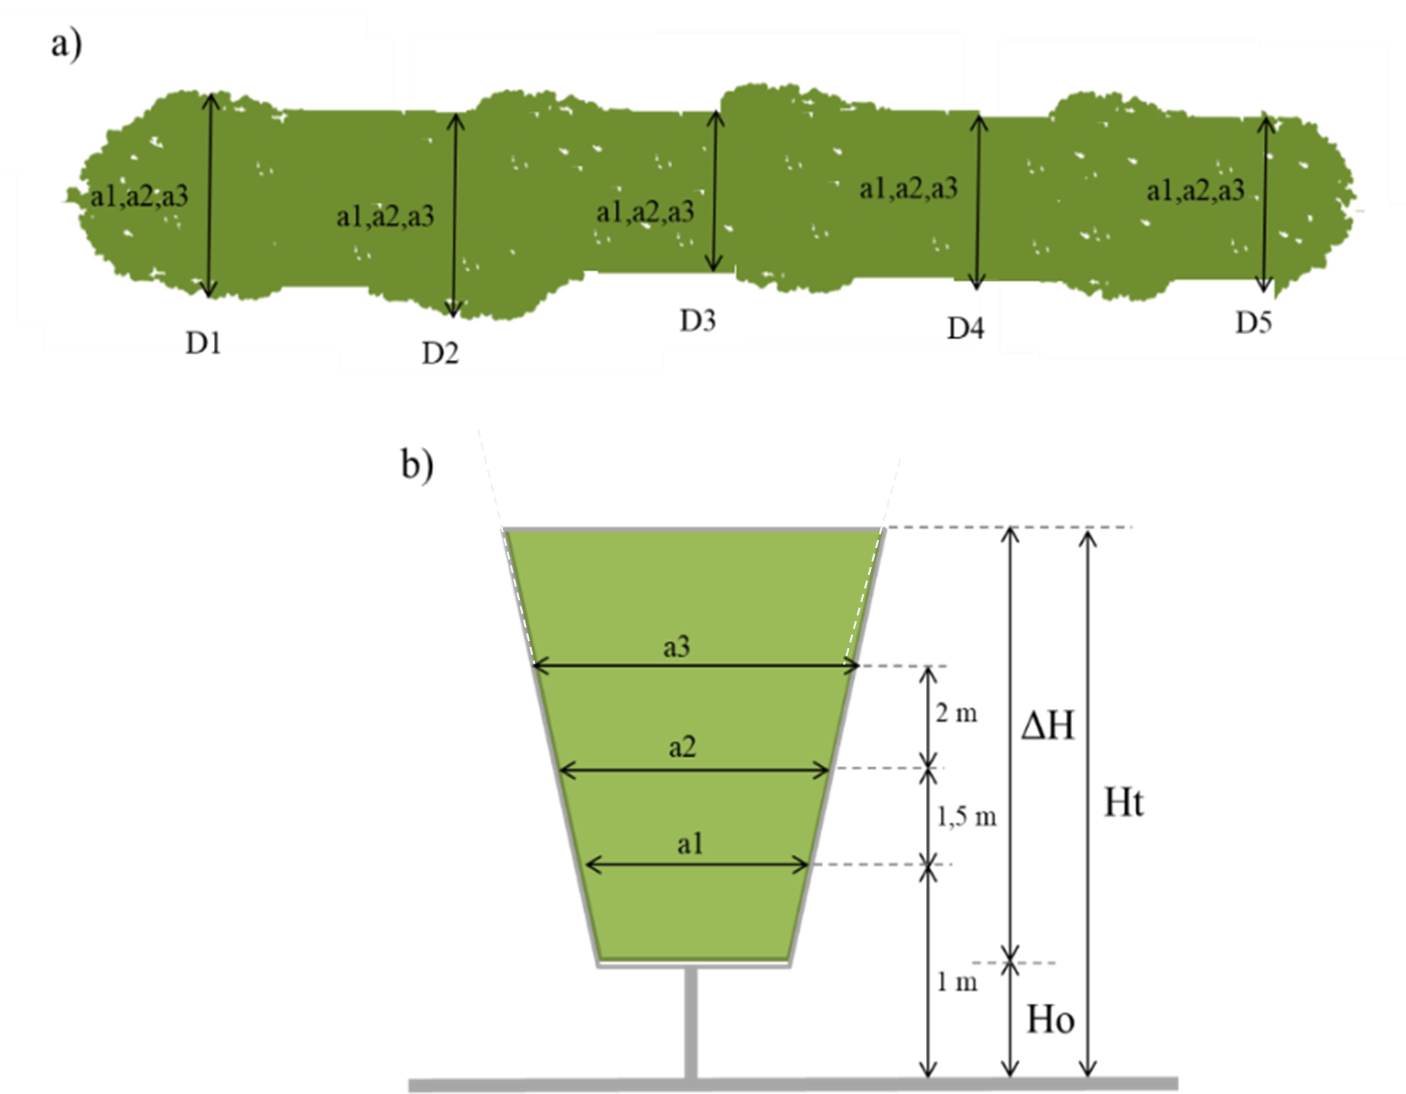 a)
a1,a2,a3
a1,a2,a3
a1,a2,a3
a1,a2,a3
a1,a2,a3
D1
D2
D3
D4
D5
b)
a3
2 m
ΔH
a2
Ht
1,5 m
a1
1 m
Ho